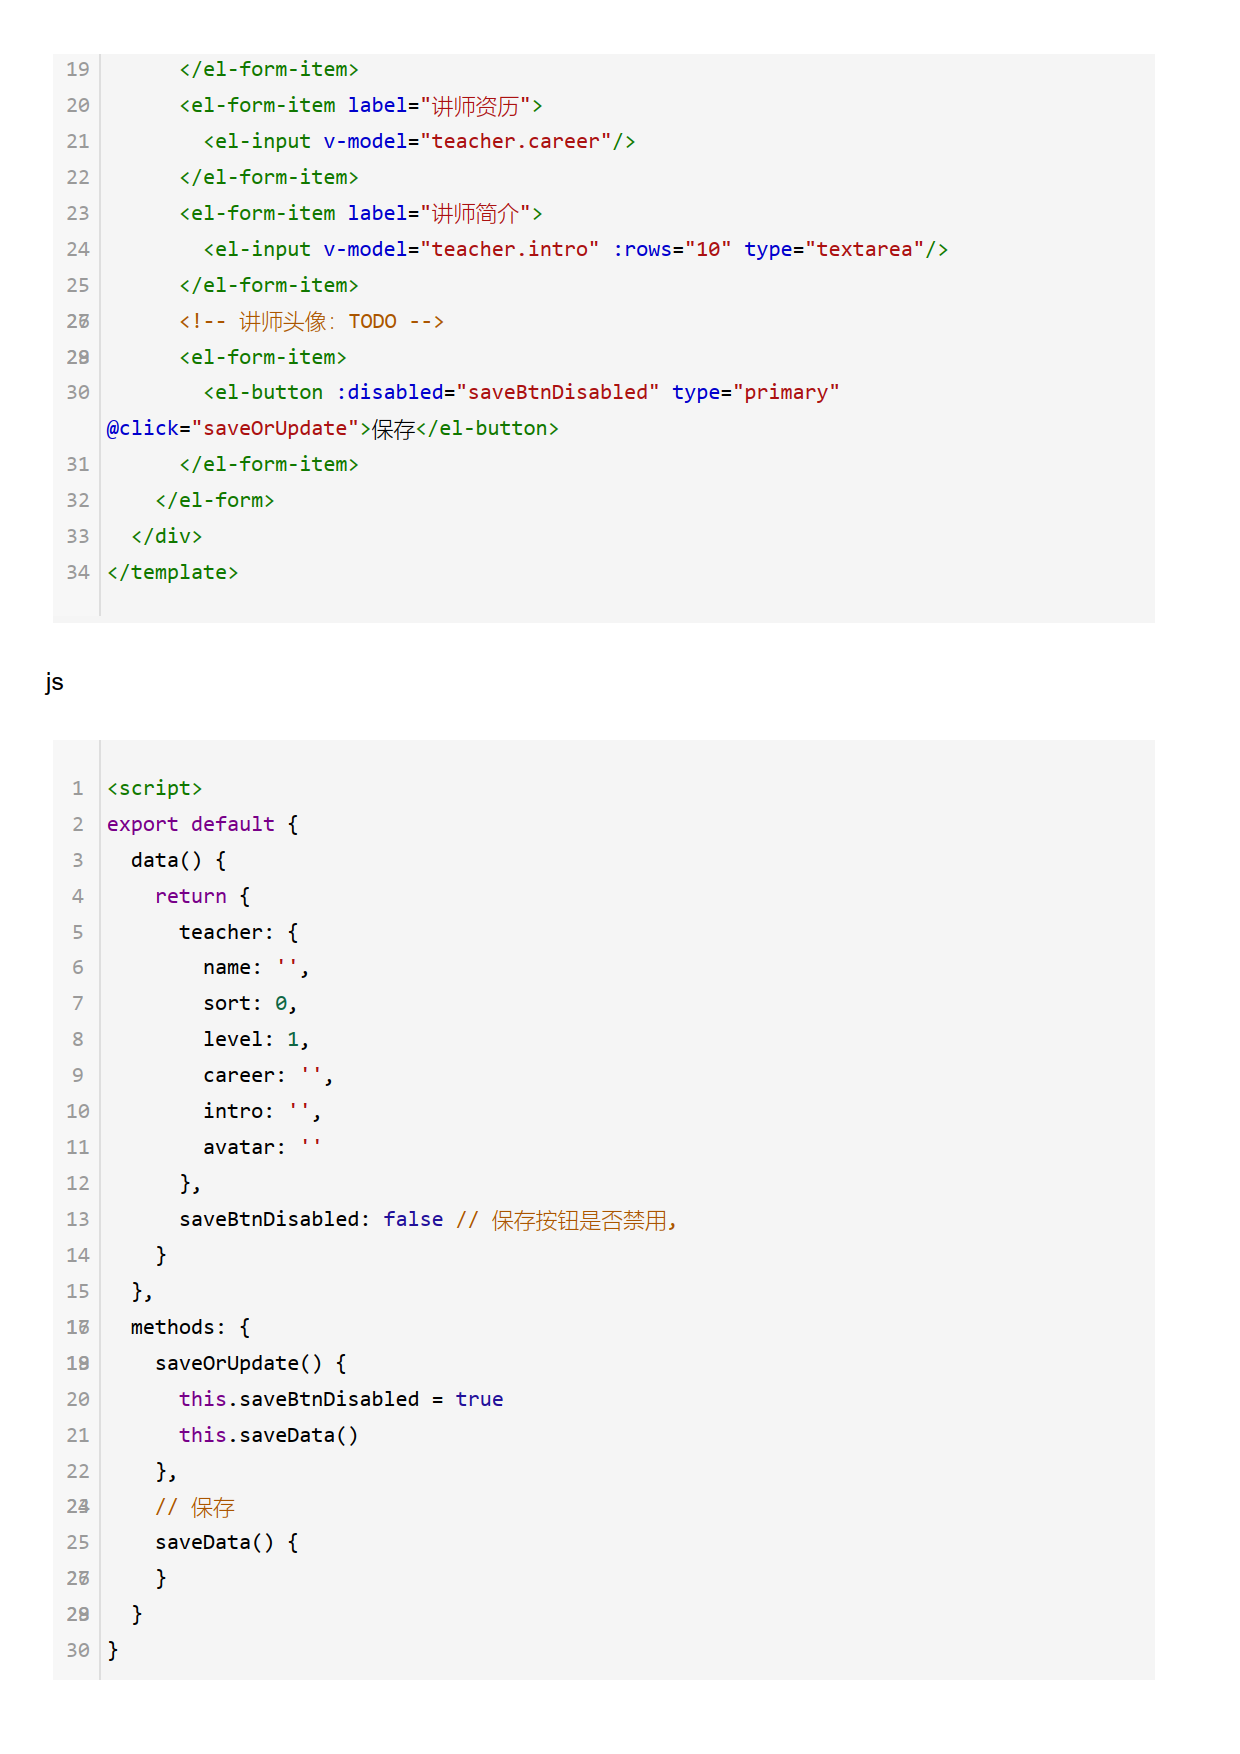 19       </el-form-item>
20       <el-form-item label="讲师资历">
21         <el-input v-model="teacher.career"/>
22       </el-form-item>
23       <el-form-item label="讲师简介">
24         <el-input v-model="teacher.intro" :rows="10" type="textarea"/>
25       </el-form-item>
      <!-- 讲师头像：TODO -->
      <el-form-item>
30         <el-button :disabled="saveBtnDisabled" type="primary"
@click="saveOrUpdate">保存</el-button>
31       </el-form-item>
32     </el-form>
33   </div>
34 </template>
js
1 <script>
2 export default {
3   data() {
4     return {
5       teacher: {
6         name: '',
7         sort: 0,
8         level: 1,
9         career: '',
10         intro: '',
11         avatar: ''
12       },
13       saveBtnDisabled: false // 保存按钮是否禁用,
14     }
15   },
  methods: {
    saveOrUpdate() {
20       this.saveBtnDisabled = true
21       this.saveData()
22     },
    // 保存
25     saveData() {
    }
  }
30 }